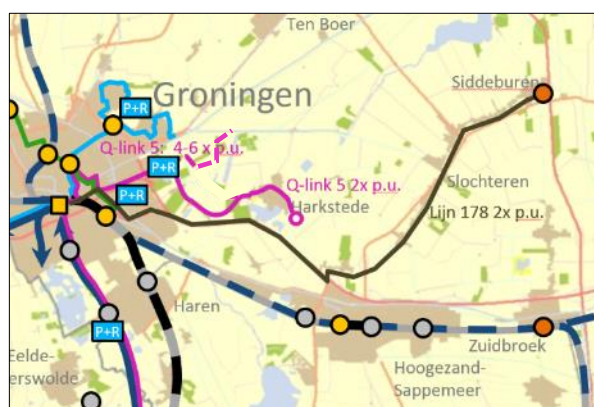 Ten Boer
Siddeburen
P+R
Groningen
Q-link 5: 4-6 x p.u.
P+R
P+R
Q-link 5 2x p.u.
Slochteren
Harkstede
Lijn 178 2x p.u.
Haren
P+R
Zuidbroek
Eelde-
erswolde
Hoogezand-
Sappemeer